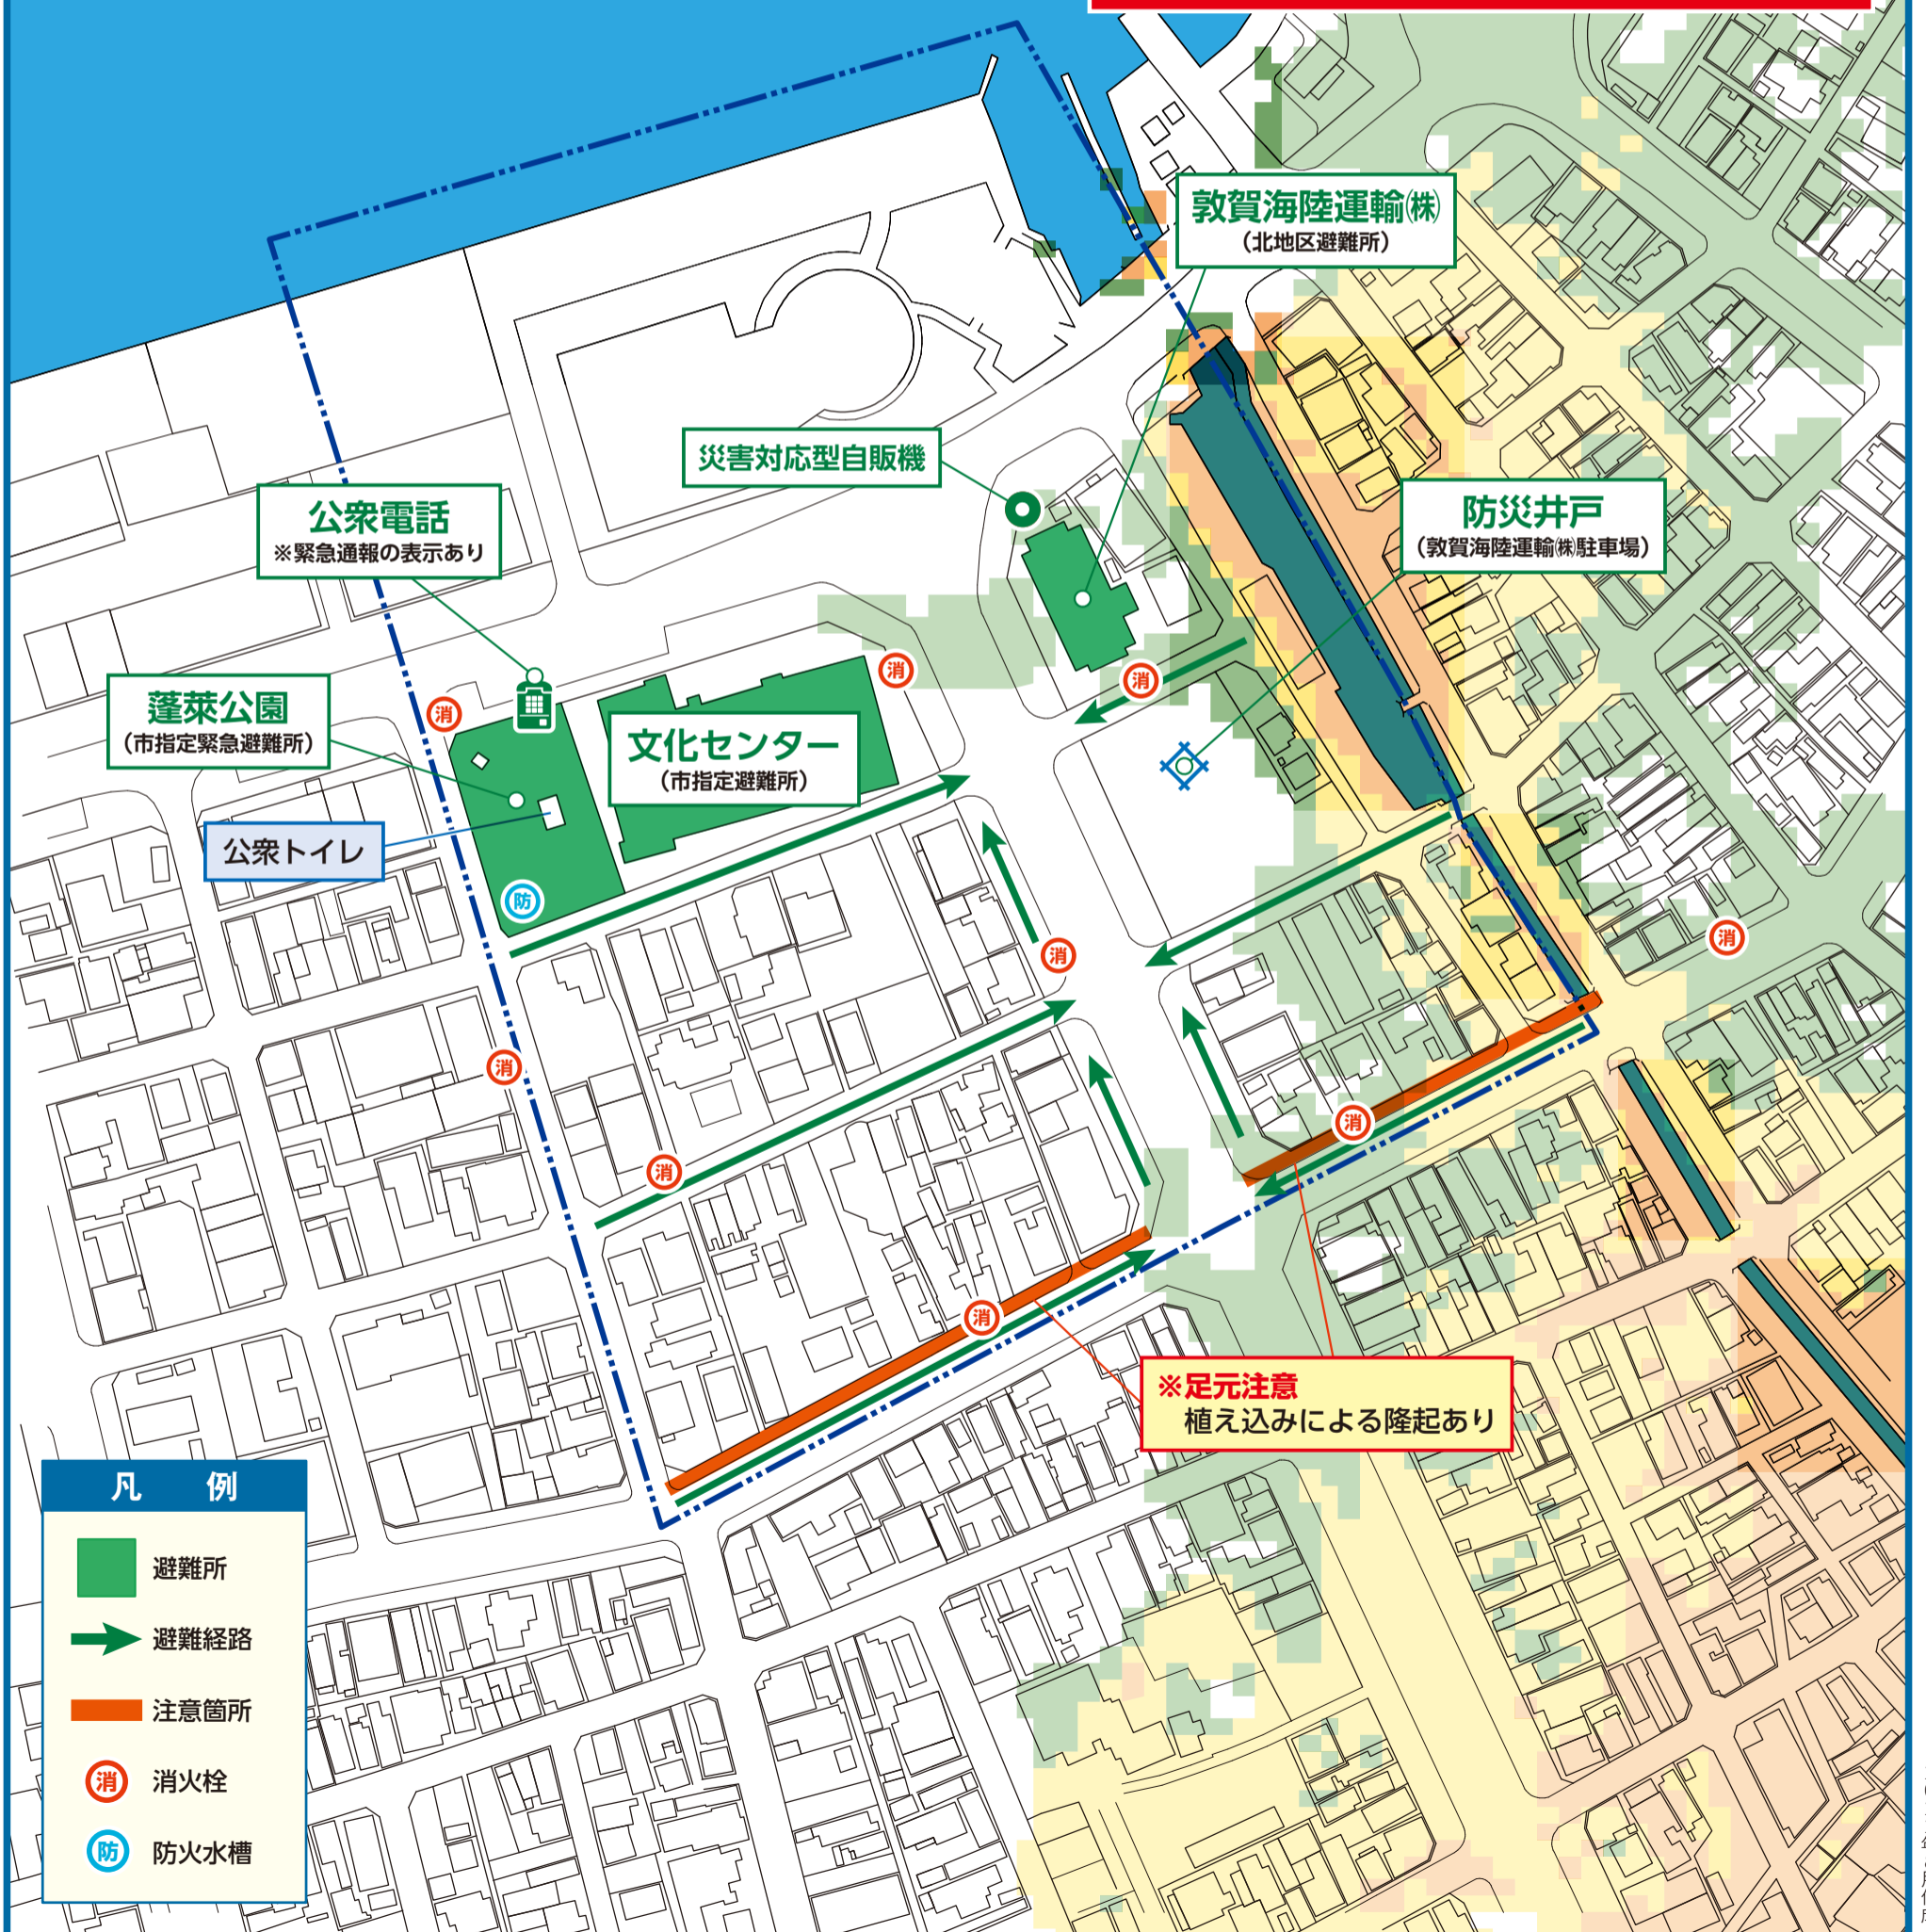 敦賀海陸運輸㈱
(北地区避難所)
災害対応型自販機
公衆電話
※緊急通報の表示あり
防災井戸
(敦賀海陸運輸㈱駐車場)
蓬萊公園
(市指定緊急避難所)
文化センター
(市指定避難所)
公衆トイレ
消
消
消
消
消
消
消
消
消
防
※足元注意
植え込みによる隆起あり
凡 例
避難所
避難経路
注意箇所
消 消火栓
防 防火水槽